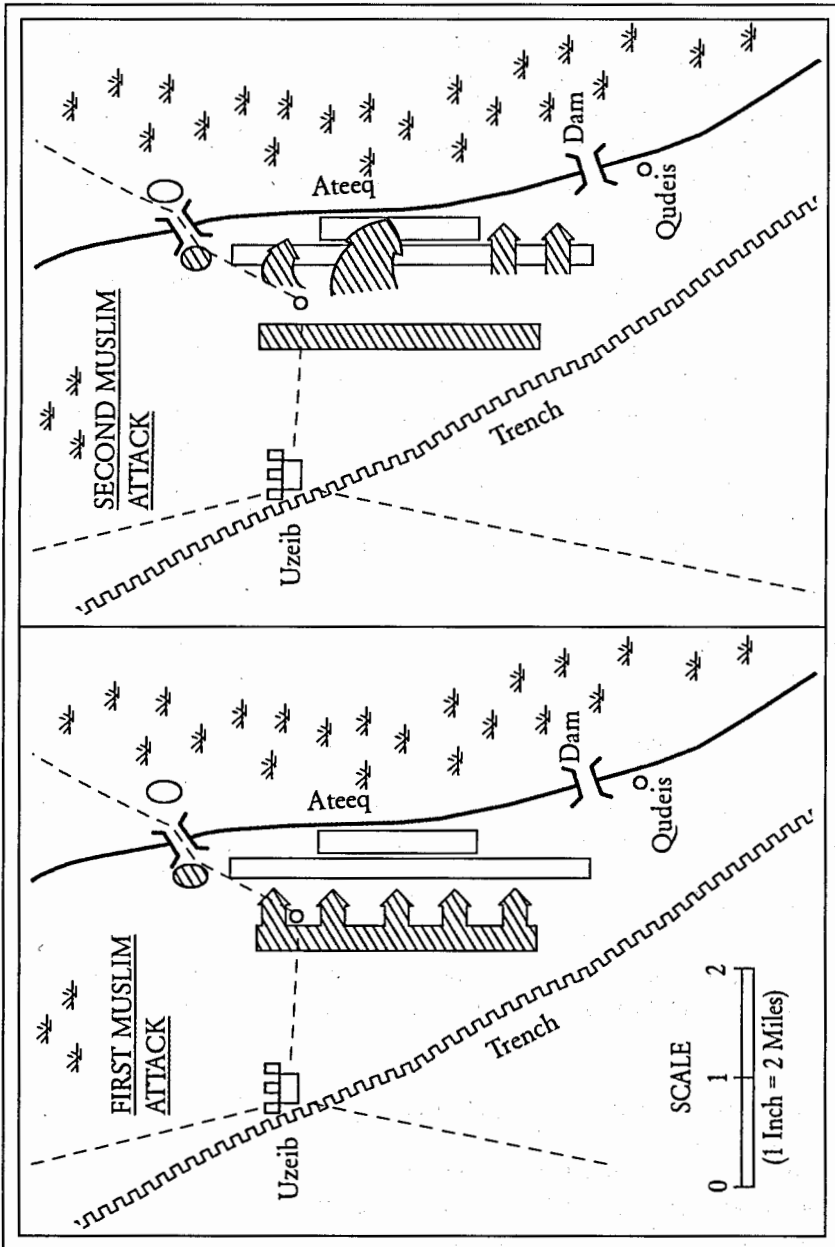 FIRST MUSLIM
ATTACK
Uzeib
Ateeq
Dam
Qudeis
Trench
SCALE
0 1 2
(1 Inch = 2 Miles)
SECOND MUSLIM
ATTACK
Uzeib
Ateeq
Dam
Qudeis
Trench